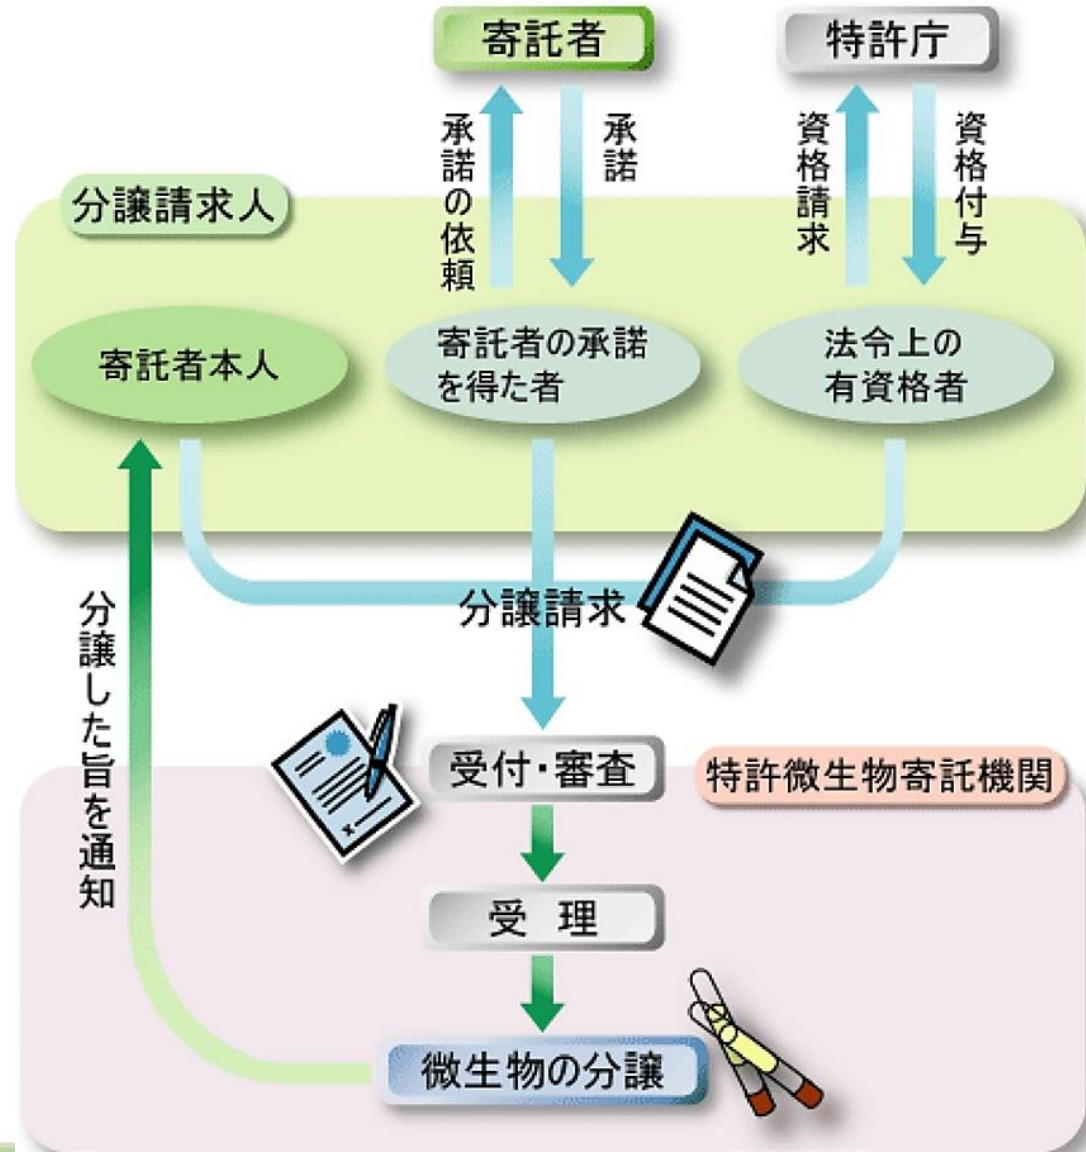 寄託者
特許庁
承諾の依頼
承諾
資格請求
資格付与
分譲請求人
寄託者本人
寄託者の承諾
を得た者
法令上の
有資格者
分譲請求
分譲した旨を通知
受付・審査
特許微生物寄託機関
受 理
微生物の分譲